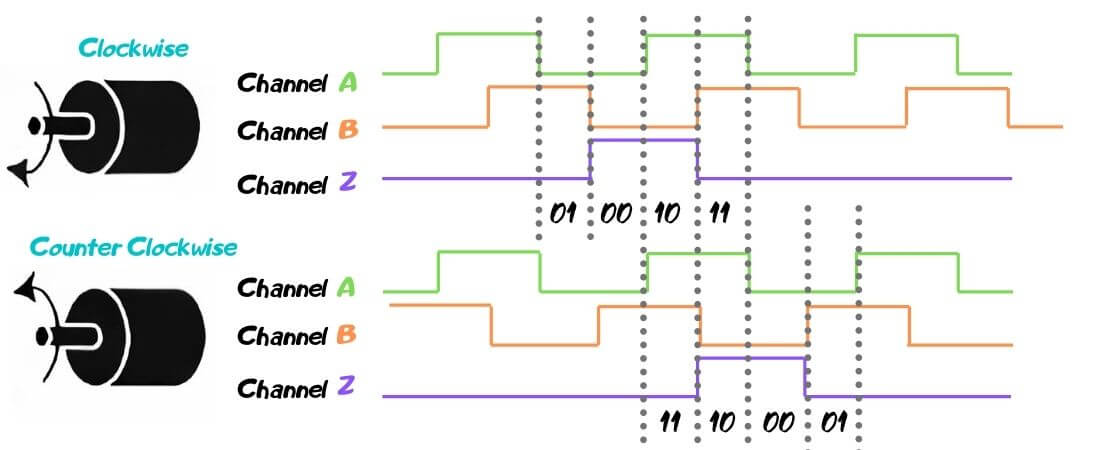 Clockwise
Channel A
Channel B
Channel Z
01 00 10 11
Counter Clockwise
Channel A
Channel B
Channel Z
11 10 00 01